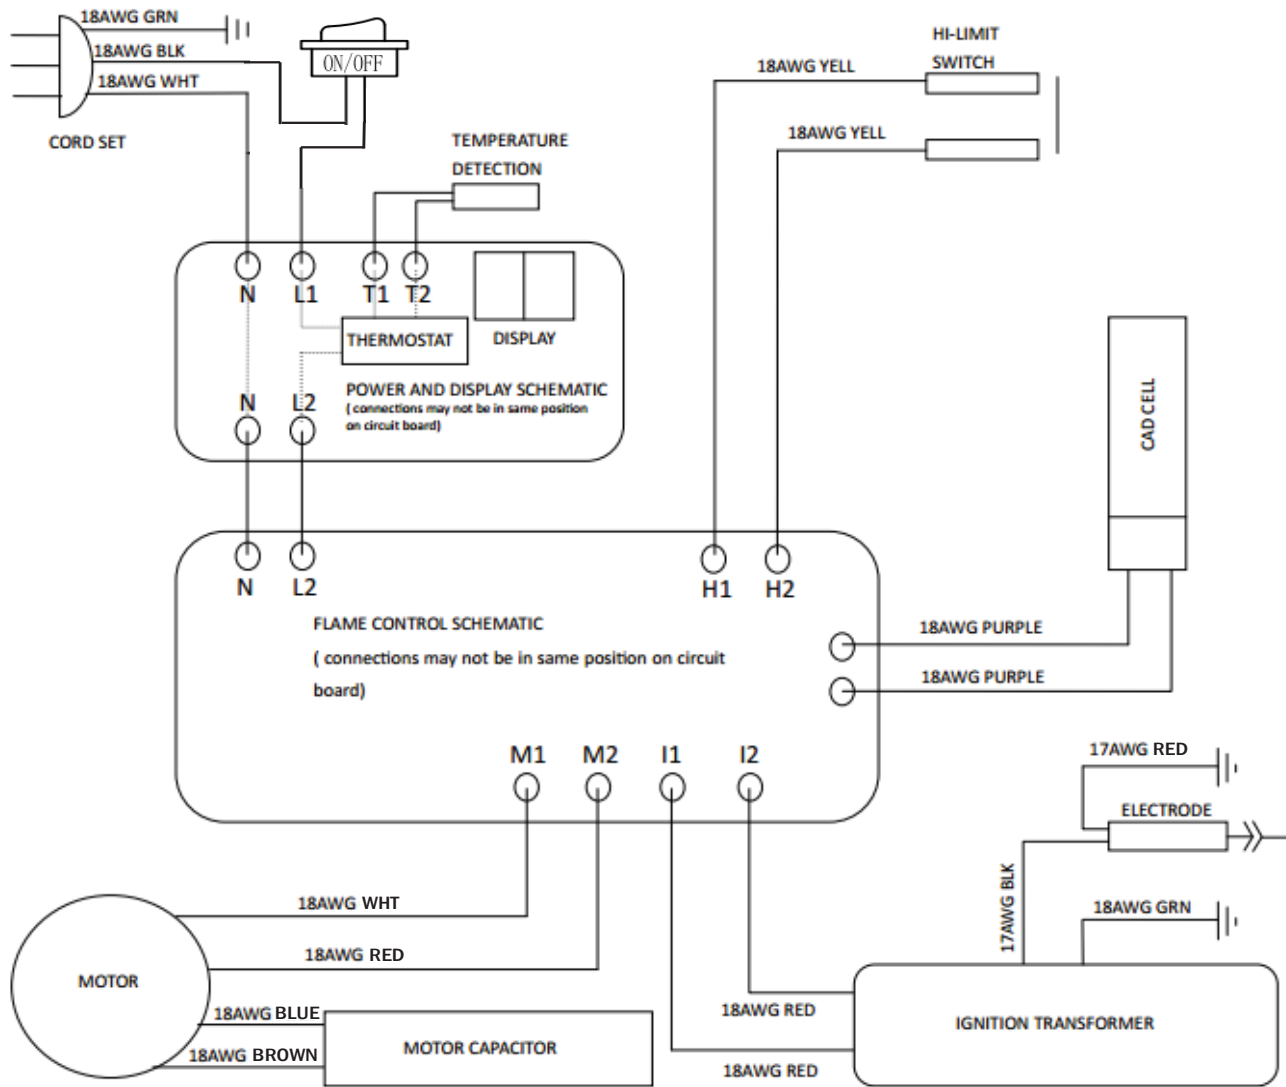 18AWG GRN
18AWG BLK
18AWG WHT
CORD SET
ON/OFF
TEMPERATURE
DETECTION
HI-LIMIT
SWITCH
18AWG YELL
18AWG YELL
N
L1
T1
T2
THERMOSTAT
DISPLAY
POWER AND DISPLAY SCHEMATIC
( connections may not be in same position
on circuit board)
N
L2
CAD CELL
N
L2
H1
H2
FLAME CONTROL SCHEMATIC
( connections may not be in same position on circuit
board)
18AWG PURPLE
18AWG PURPLE
M1
M2
I1
I2
17AWG RED
ELECTRODE
17AWG BLK
18AWG GRN
18AWG WHT
18AWG RED
MOTOR
18AWG BLUE
18AWG BROWN
MOTOR CAPACITOR
18AWG RED
18AWG RED
IGNITION TRANSFORMER